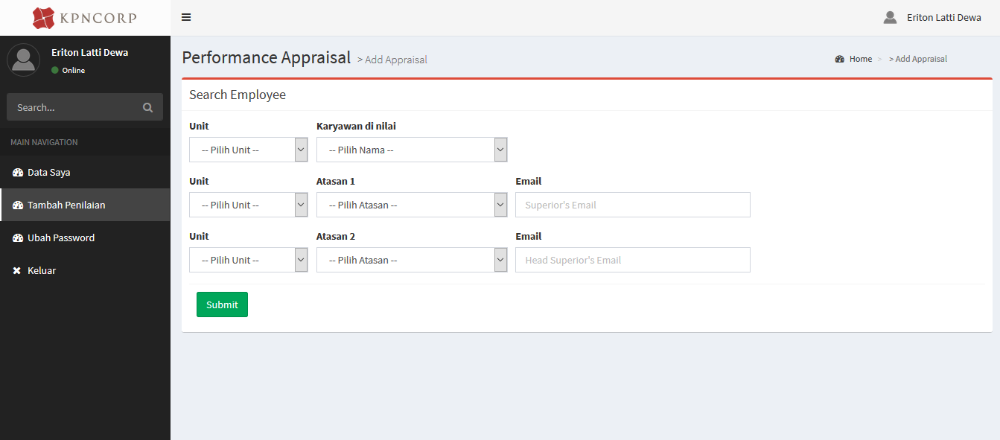 KPNCORP
Eriton Latti Dewa
Eriton Latti Dewa
Online
Search...
MAIN NAVIGATION
Data Saya
Tambah Penilaian
Ubah Password
Keluar
Performance Appraisal > Add Appraisal
Home > > Add Appraisal
Search Employee
Unit Karyawan di nilai
-- Pilih Unit -- -- Pilih Nama --
Unit Atasan 1 Email
-- Pilih Unit -- -- Pilih Atasan -- Superior's Email
Unit Atasan 2 Email
-- Pilih Unit -- -- Pilih Atasan -- Head Superior's Email
Submit